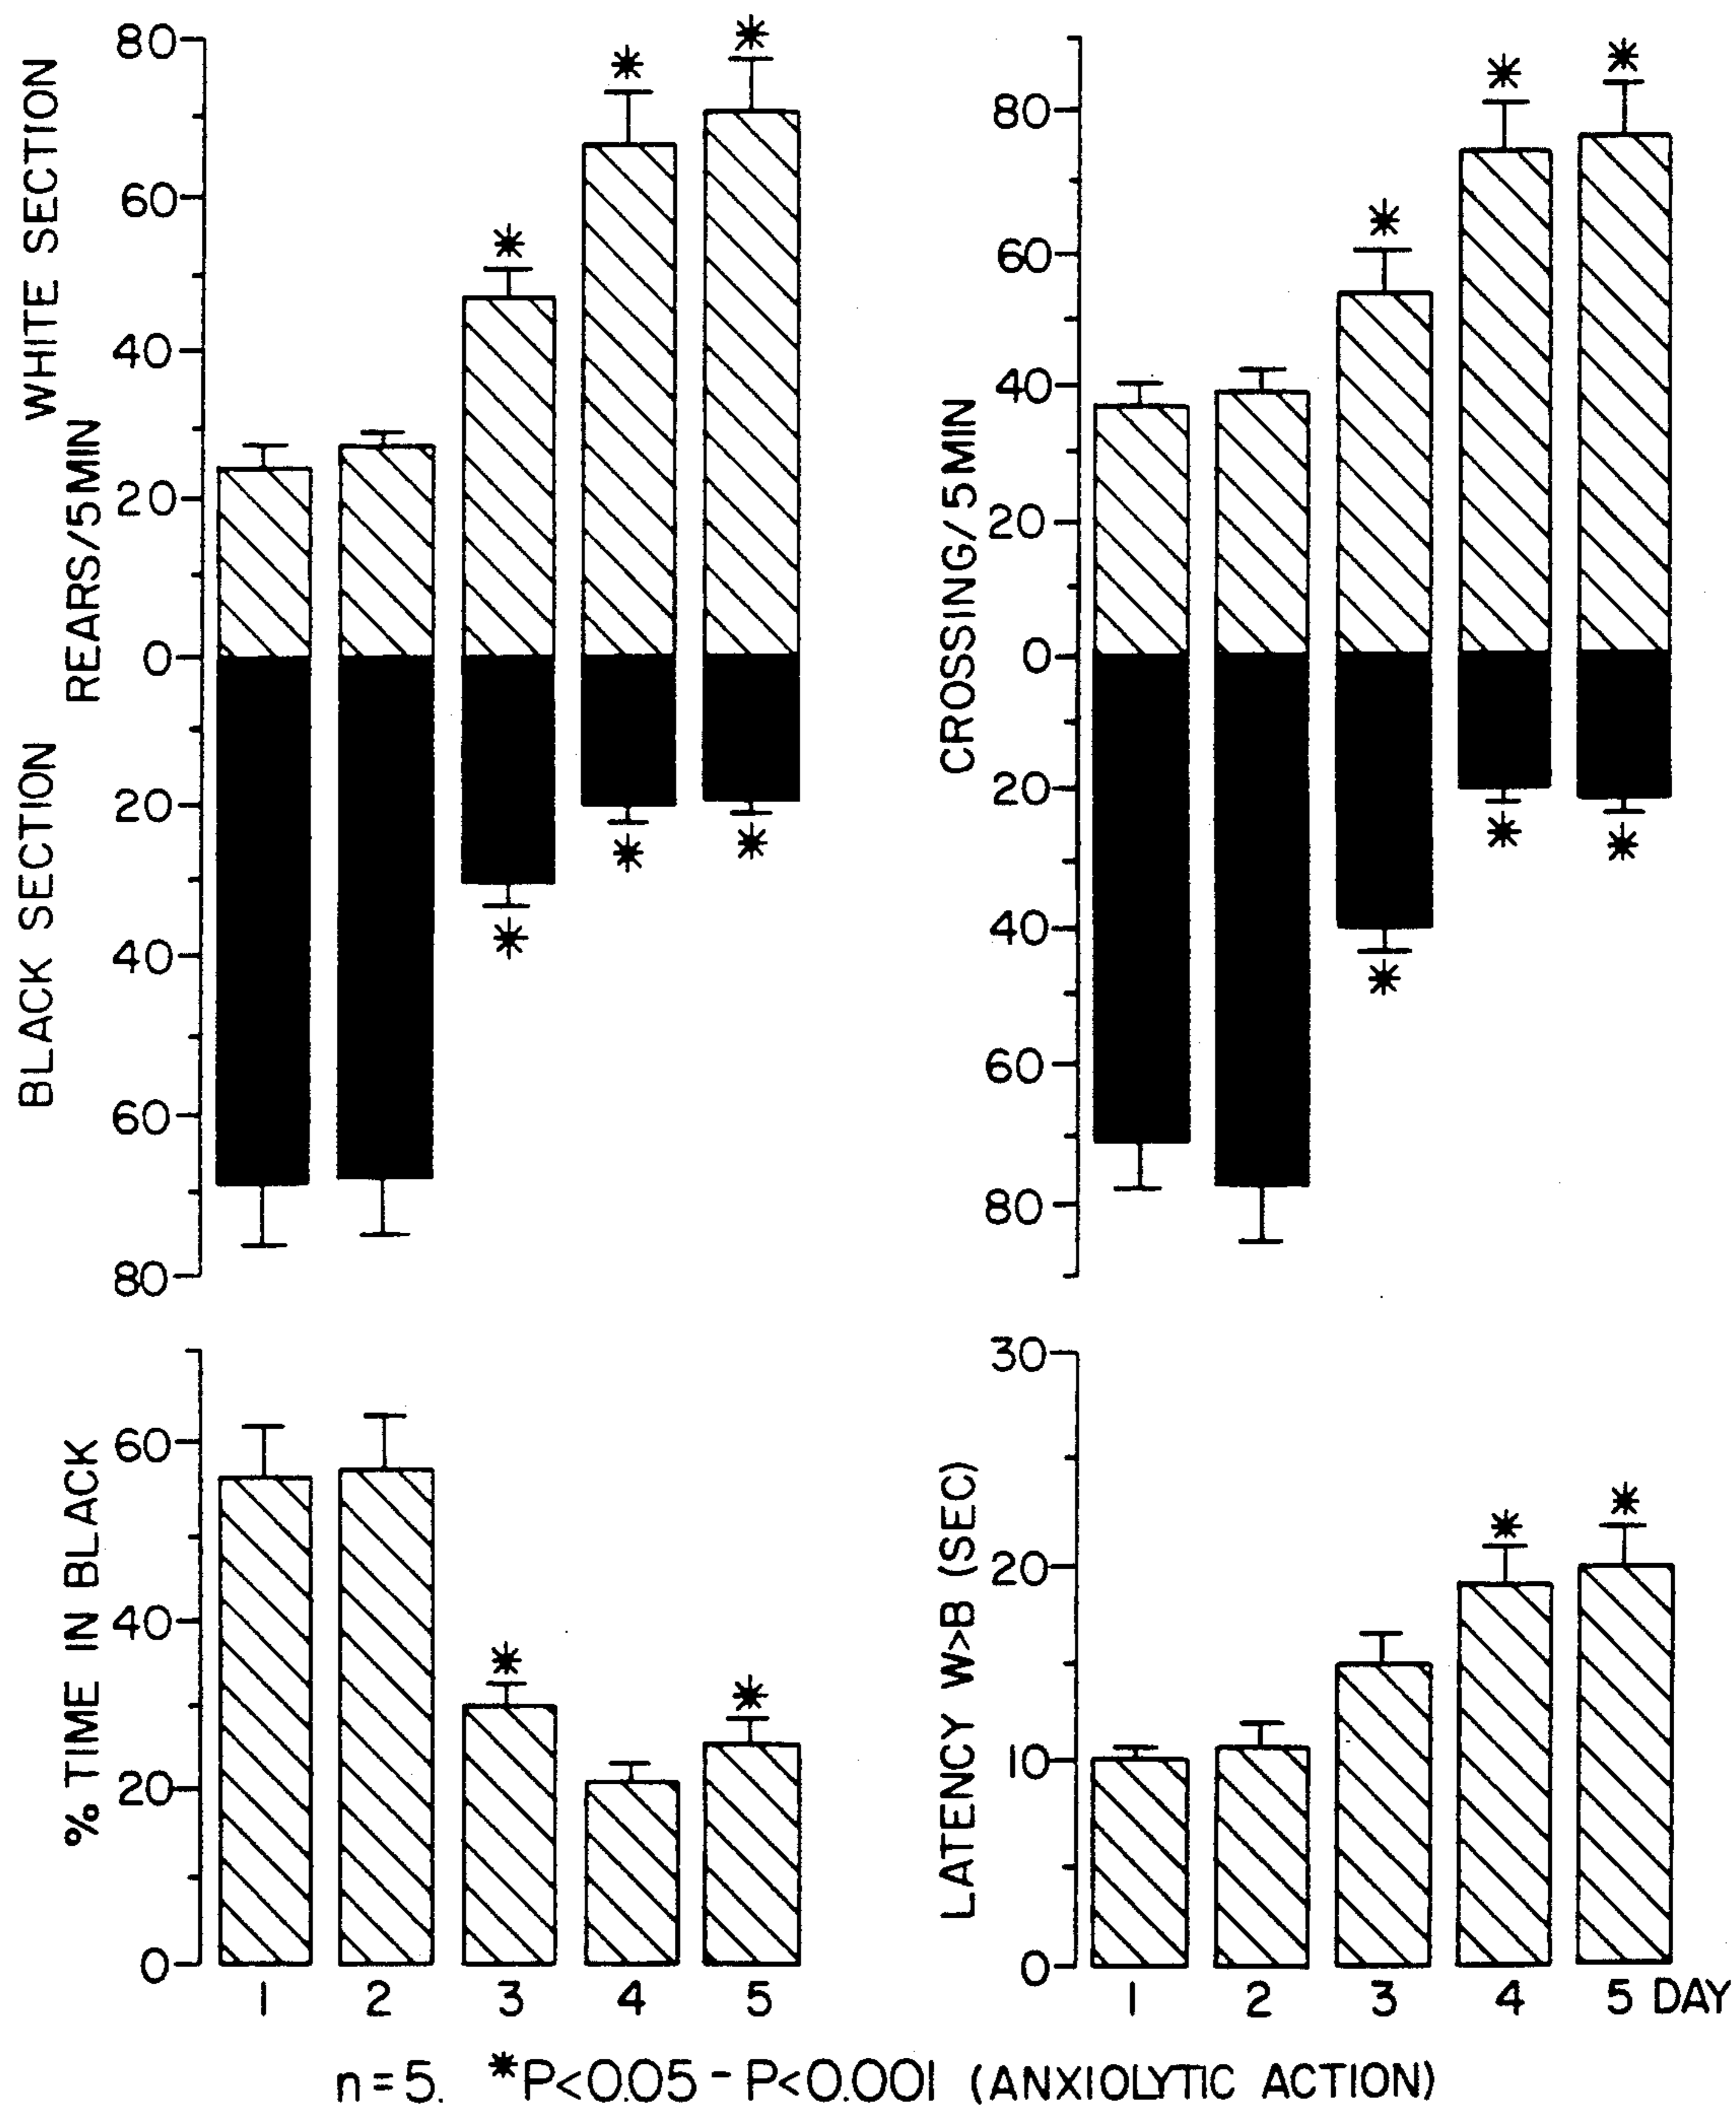 WHITE SECTION
BLACK SECTION
REARS/5MIN
80
60
40
20
0
20
40
60
80
* * *
* * *
CROSSING/5MIN
80
60
40
20
0
20
40
60
80
* * *
* * *
% TIME IN BLACK
60
40
20
0
* *
1 2 3 4 5
LATENCY W>B (SEC)
30
20
10
0
* *
1 2 3 4 5 DAY
n=5. *P<0.05 - P<0.001 (ANXIOLYTIC ACTION)